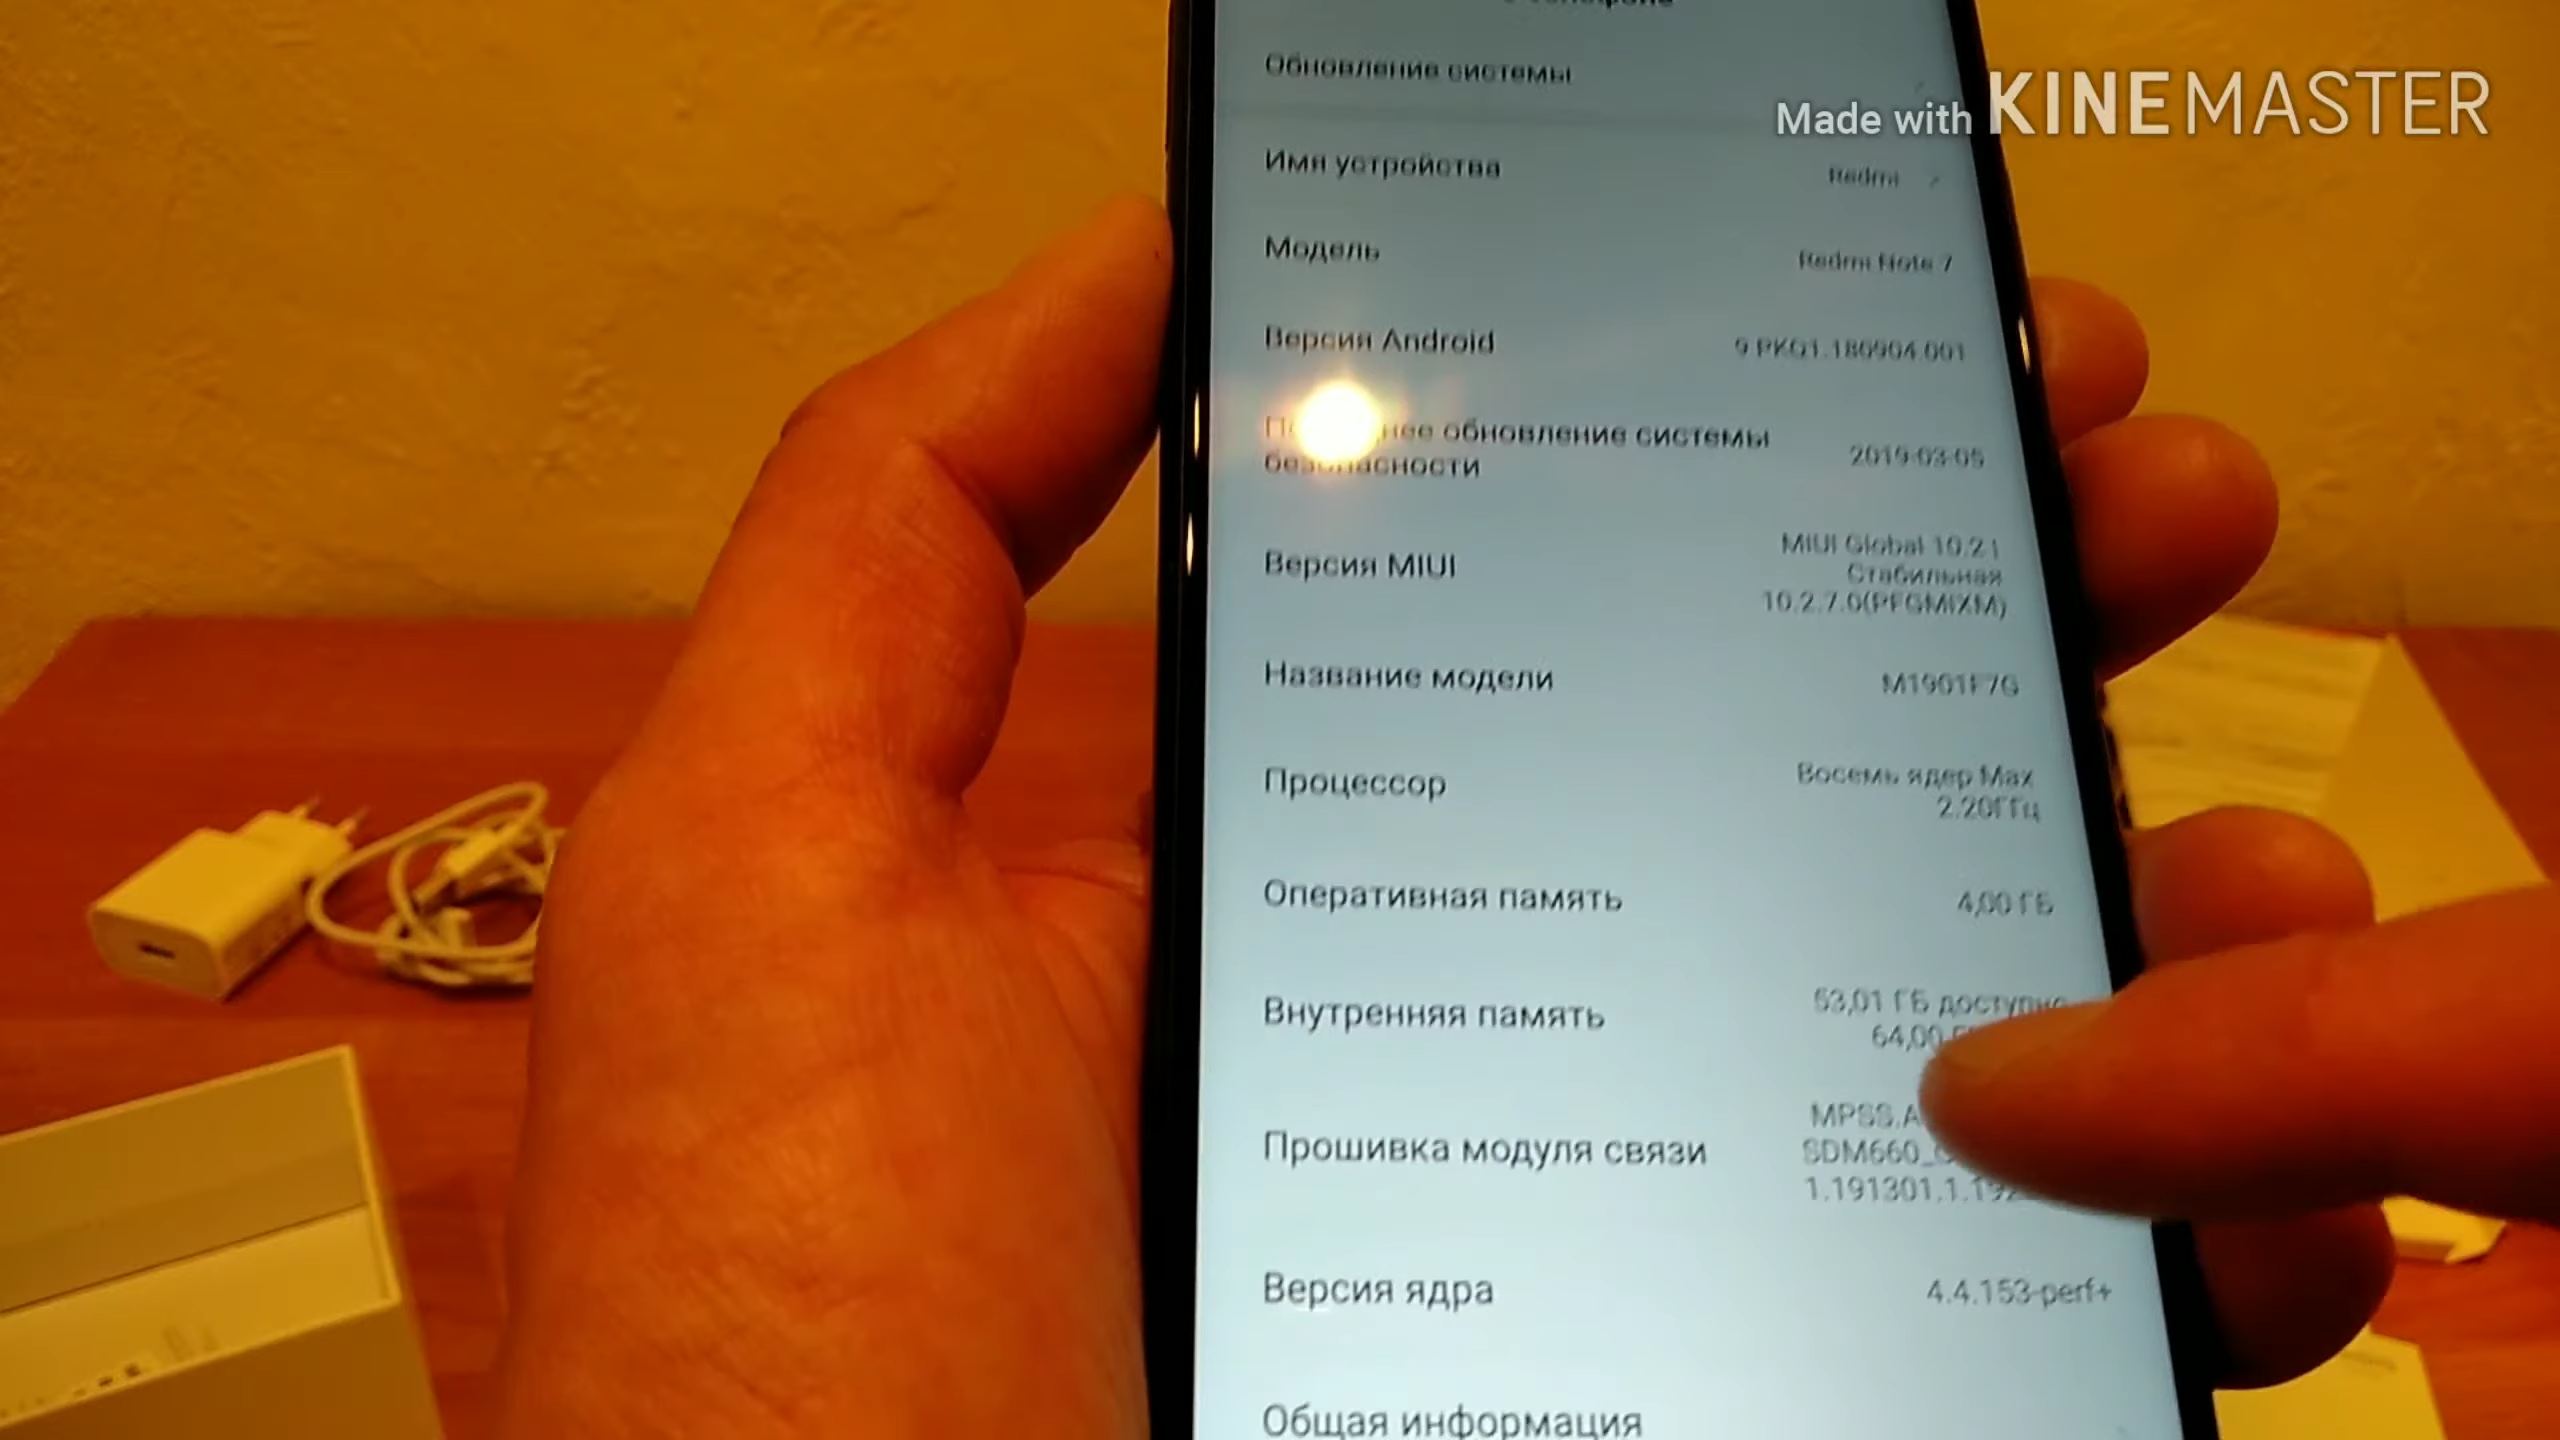 Обновление системы
Made with KINEMASTER
Имя устройства
Redmi
Модель
Redmi Note 7
Версия Android
9 PKQ1.180904.001
обновление системы
2019-03-05
Версия MIUI
MIUI Global 10.2 |
Стабильная
10.2.7.0(PFGMIXM)
Название модели
M1901F7G
Процессор
Восемь ядер Max
2.20ГГц
Оперативная память
4,00 ГБ
Внутренняя память
53,01 ГБ
64,00
Прошивка модуля связи
Версия ядра
4.4.153-perf+
Общая информация